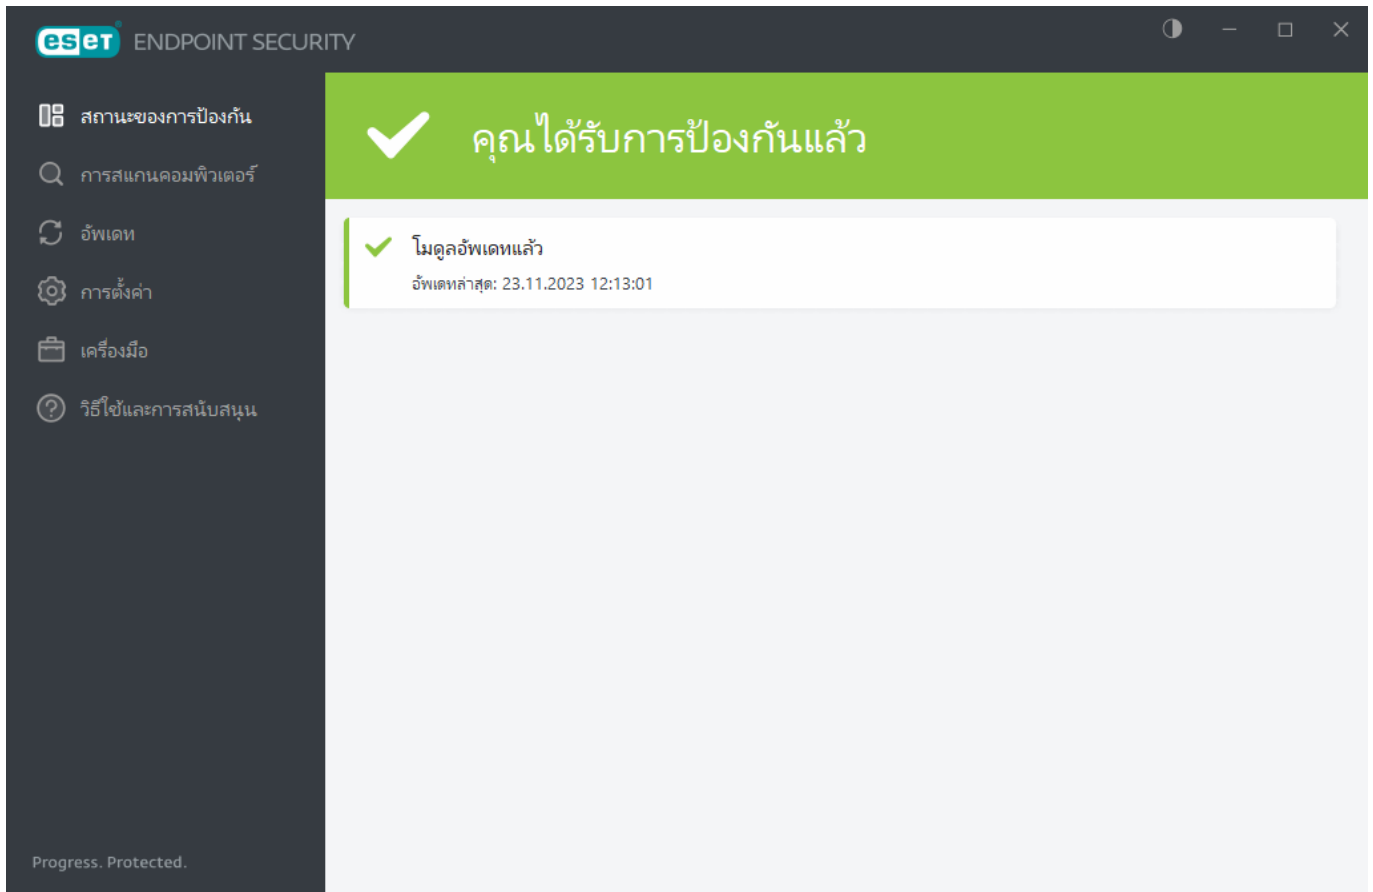 eset ENDPOINT SECURITY
สถานะของการป้องกัน
การสแกนคอมพิวเตอร์
อัพเดท
การตั้งค่า
เครื่องมือ
วิธีใช้และการสนับสนุน
Progress. Protected.
คุณได้รับการป้องกันแล้ว
โมดูลอัพเดทแล้ว
อัพเดทล่าสุด: 23.11.2023 12:13:01